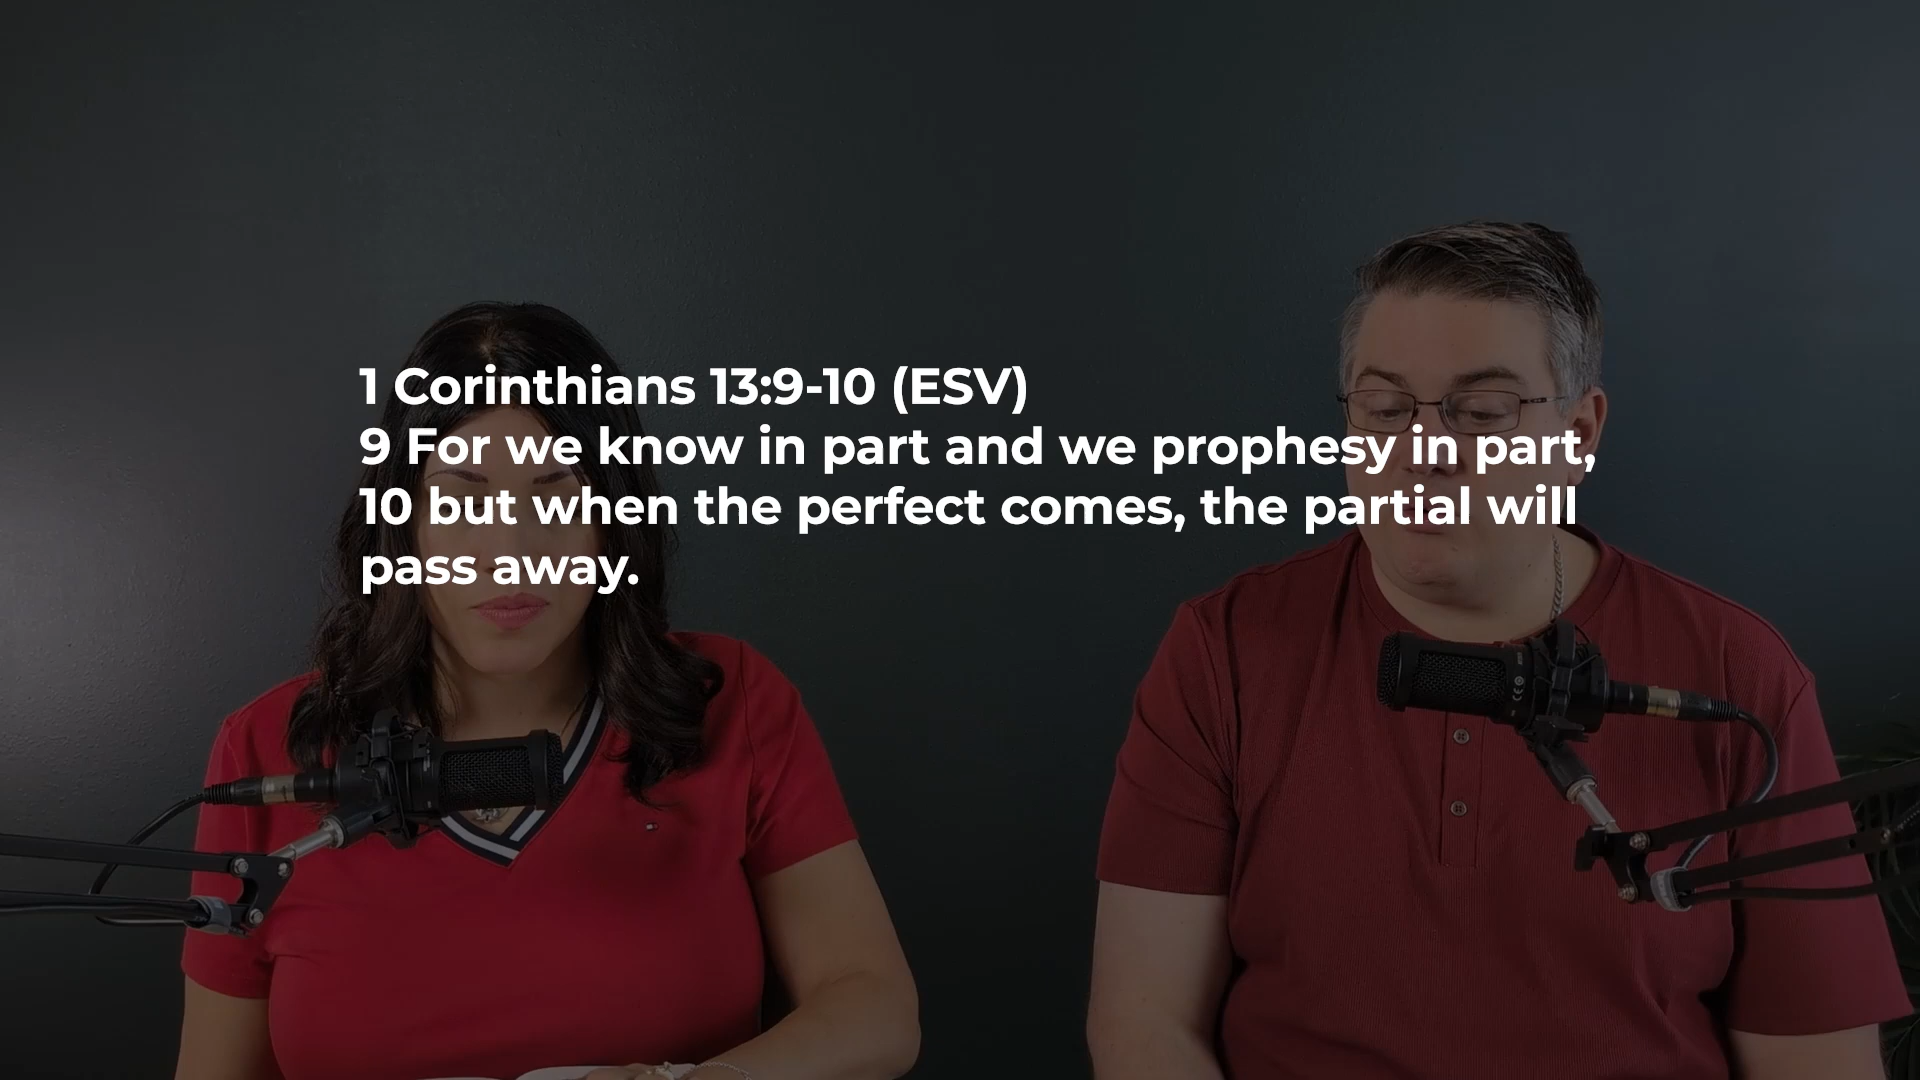 1 Corinthians 13:9-10 (ESV)
9 For we know in part and we prophesy in part,
10 but when the perfect comes, the partial will
pass away.